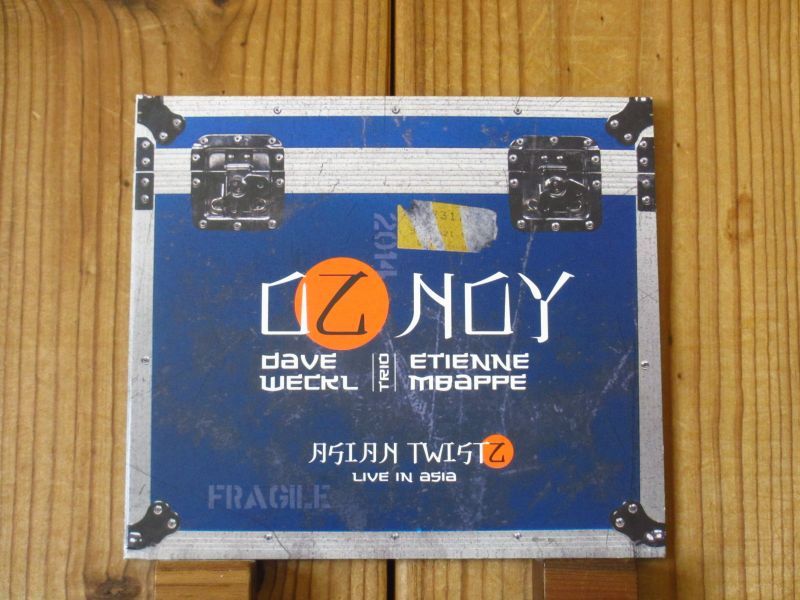 OZ NOY
DAVE WECKL | TRIO | ETIENNE MBAPPE
ASIAN TWISTZ
LIVE IN ASIA
FRAGILE
2014